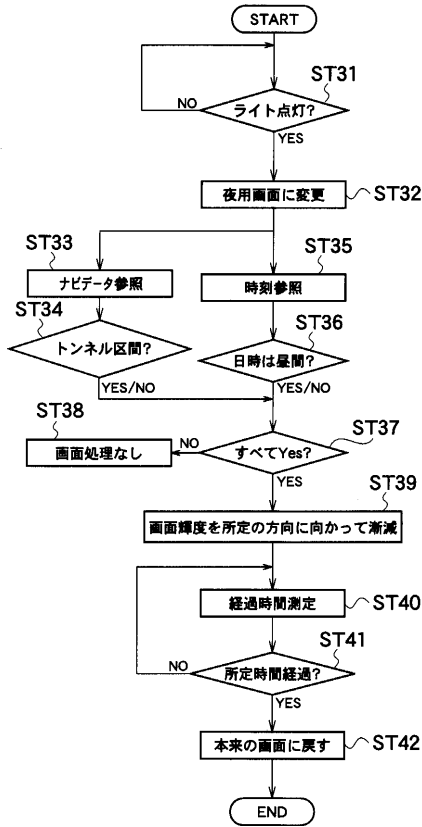 START
ST31
ライト点灯?
NO
YES
夜用画面に変更
ST32
ST33
ナビデータ参照
ST35
時刻参照
ST34
トンネル区間?
YES/NO
ST36
日時は昼間?
YES/NO
ST38
画面処理なし
NO
すべてYes?
ST37
YES
ST39
画面輝度を所定の方向に向かって漸減
経過時間測定
ST40
ST41
所定時間経過?
NO
YES
本来の画面に戻す
ST42
END